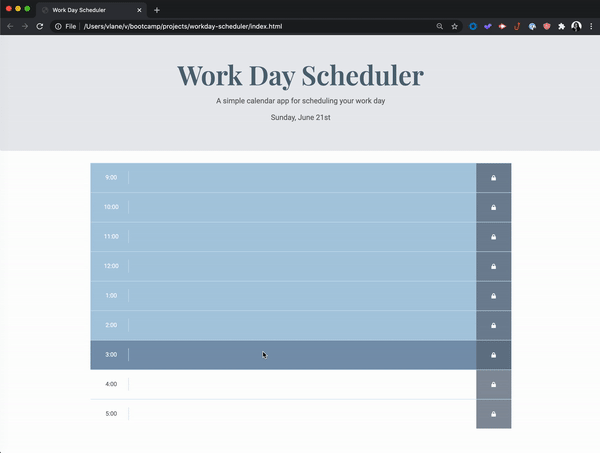 Work Day Scheduler
File | /Users/vlane/v/bootcamp/projects/workday-scheduler/index.html
Work Day Scheduler
A simple calendar app for scheduling your work day
Sunday, June 21st
9:00
10:00
11:00
12:00
1:00
2:00
3:00
4:00
5:00